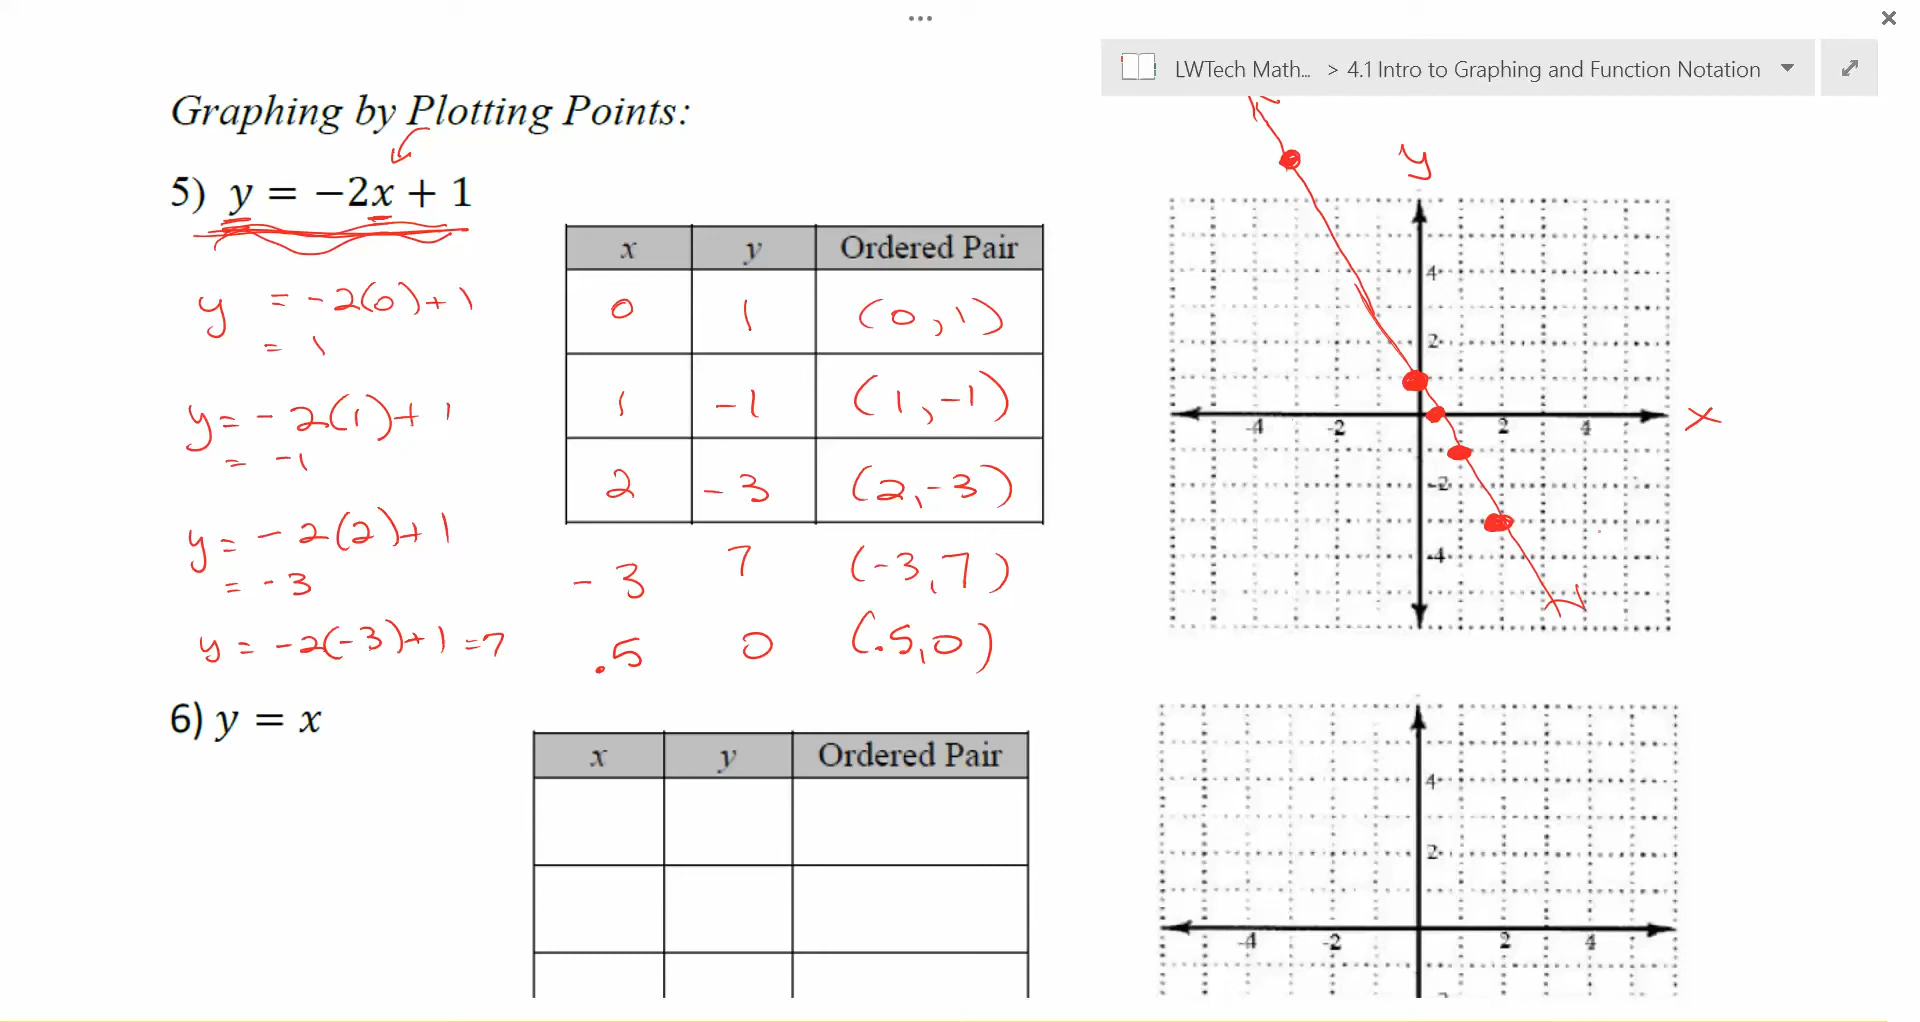 ...
LWTech Math... > 4.1 Intro to Graphing and Function Notation
Graphing by Plotting Points:
5) y = −2x + 1
y = -2(0)+1
= 1
y = -2(1)+1
= -1
y = -2(2)+1
= -3
y = -2(-3)+1 =7
x y Ordered Pair
0 1 (0,1)
1 -1 (1,-1)
2 -3 (2,-3)
-3 7 (-3,7)
.5 0 (.5,0)
y
4
2
-4 -2 2 4
x
-2
-4
6) y = x
x y Ordered Pair
4
2
-4 -2 2 4